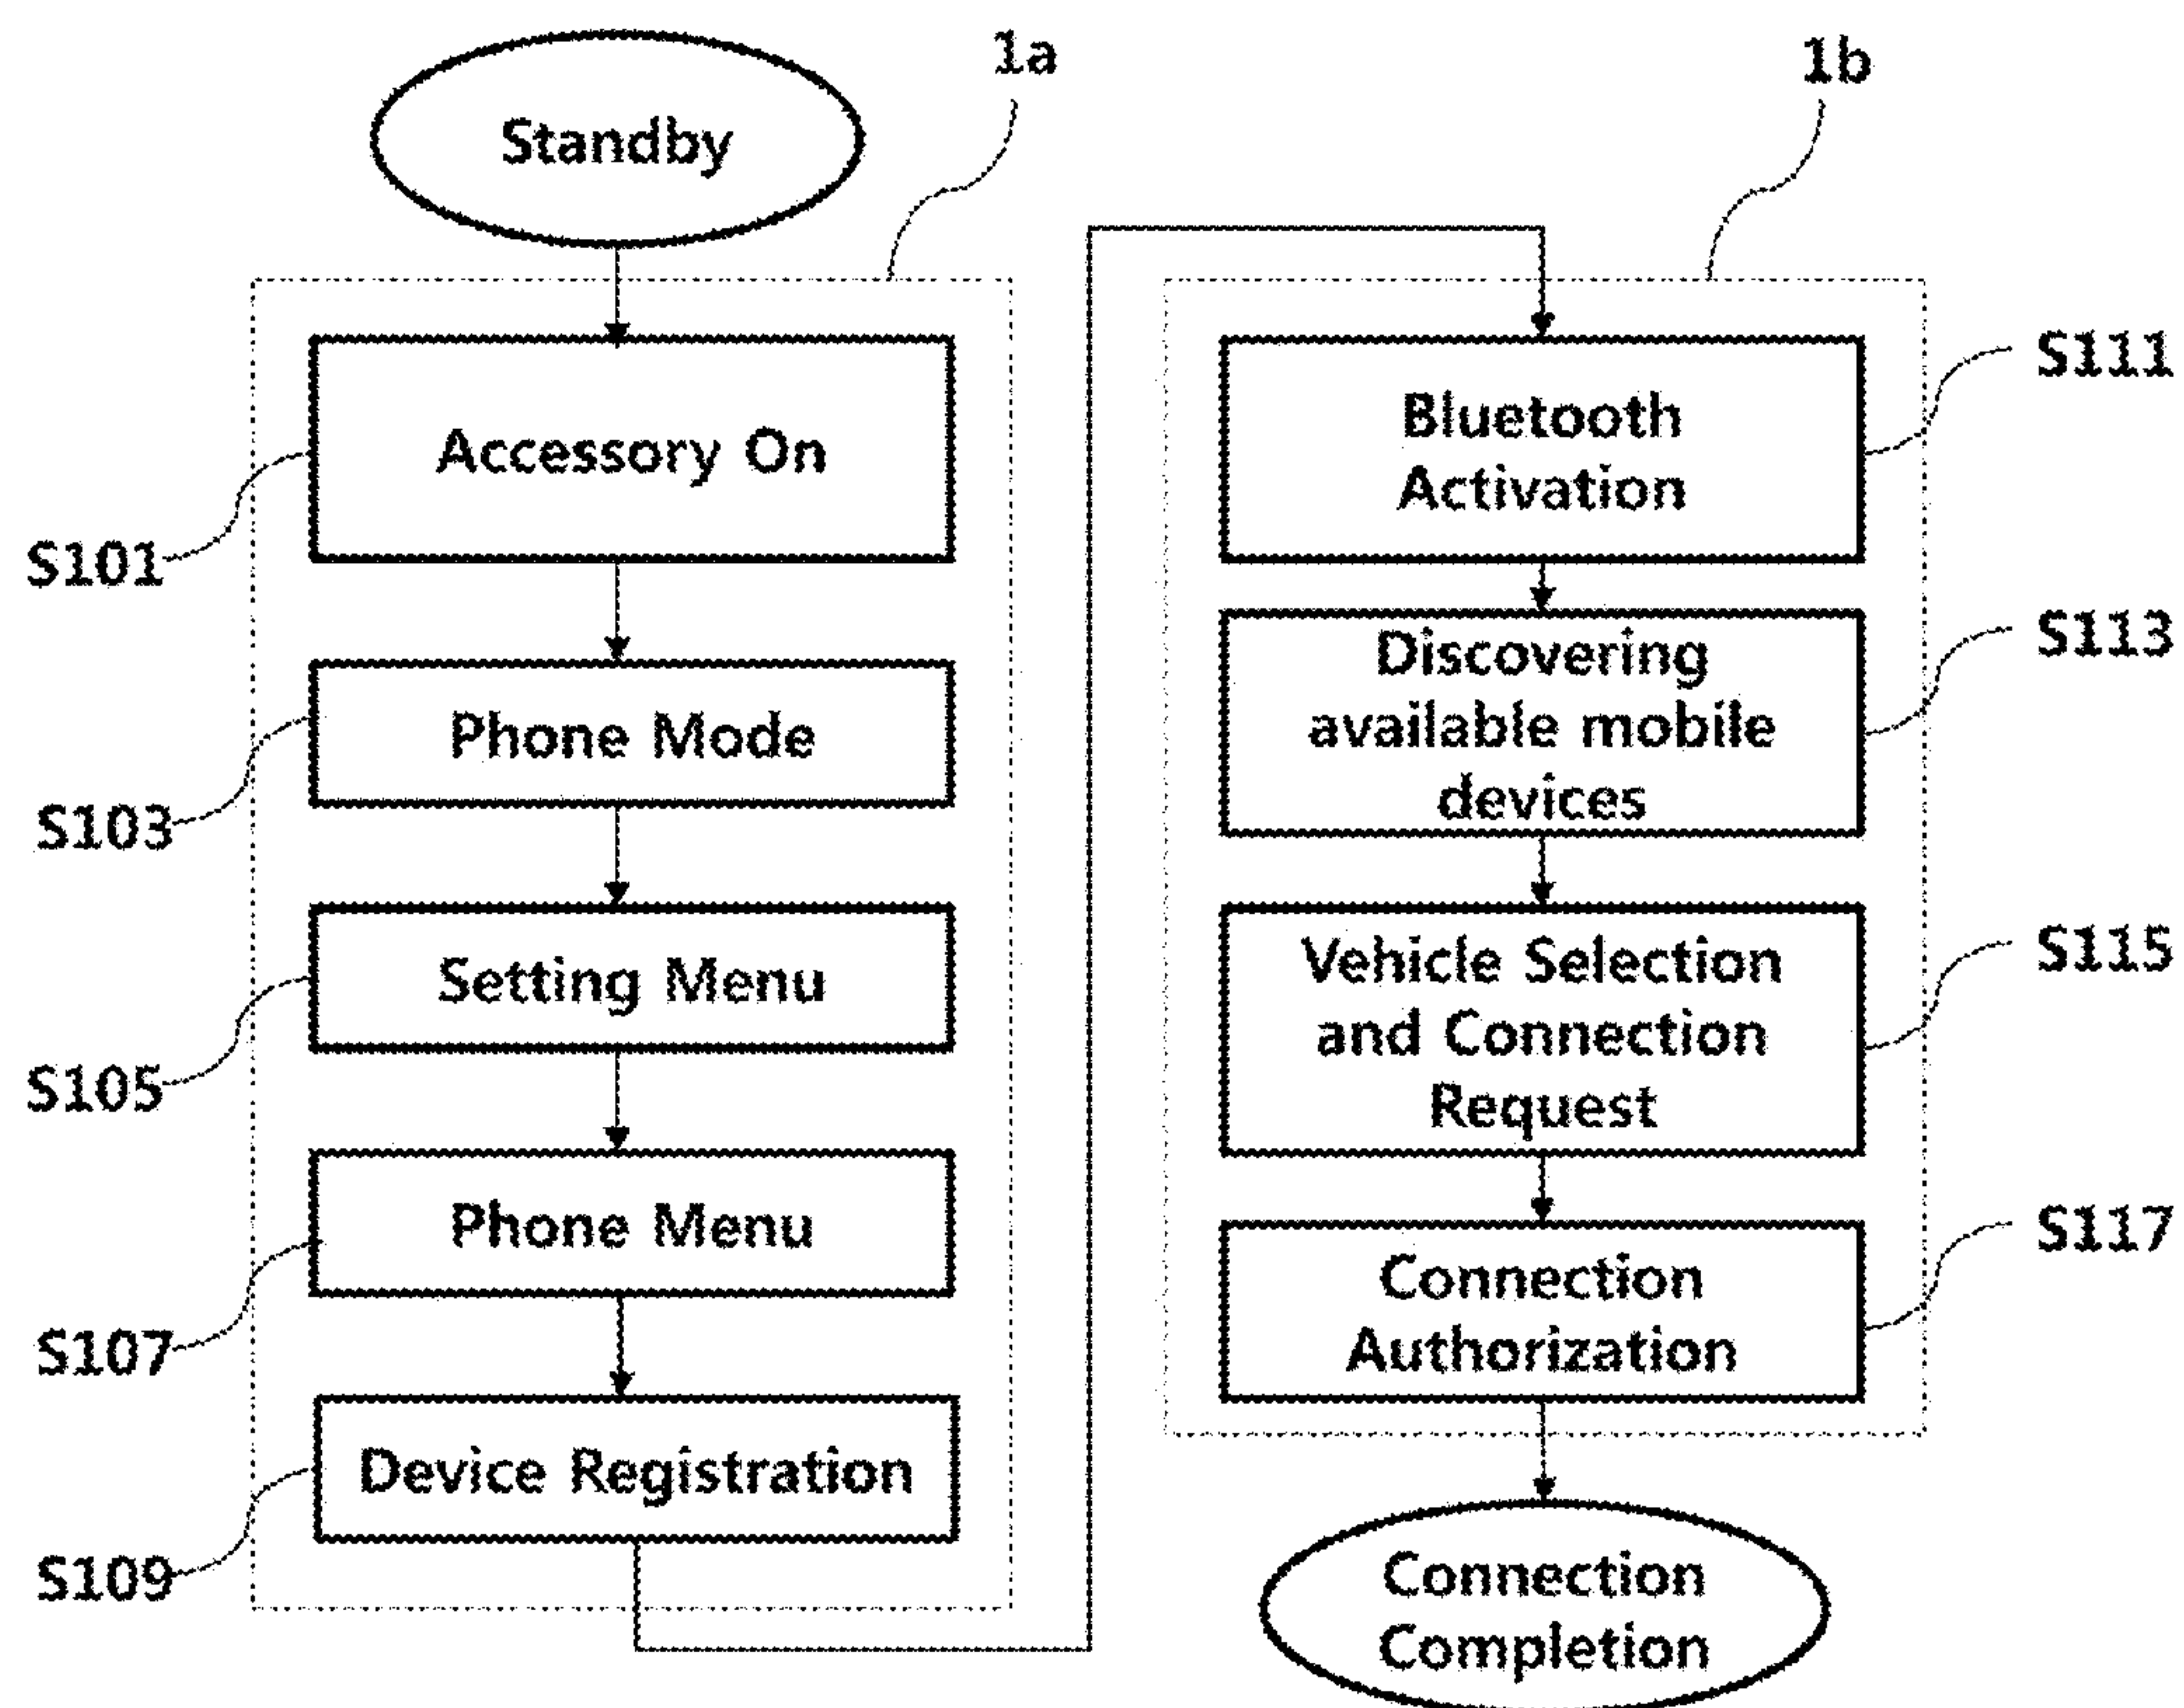 1a
1b
Standby
Accessory On
S101
Phone Mode
S103
Setting Menu
S105
Phone Menu
S107
Device Registration
S109
Bluetooth
Activation
S111
Discovering
available mobile
devices
S113
Vehicle Selection
and Connection
Request
S115
Connection
Authorization
S117
Connection
Completion